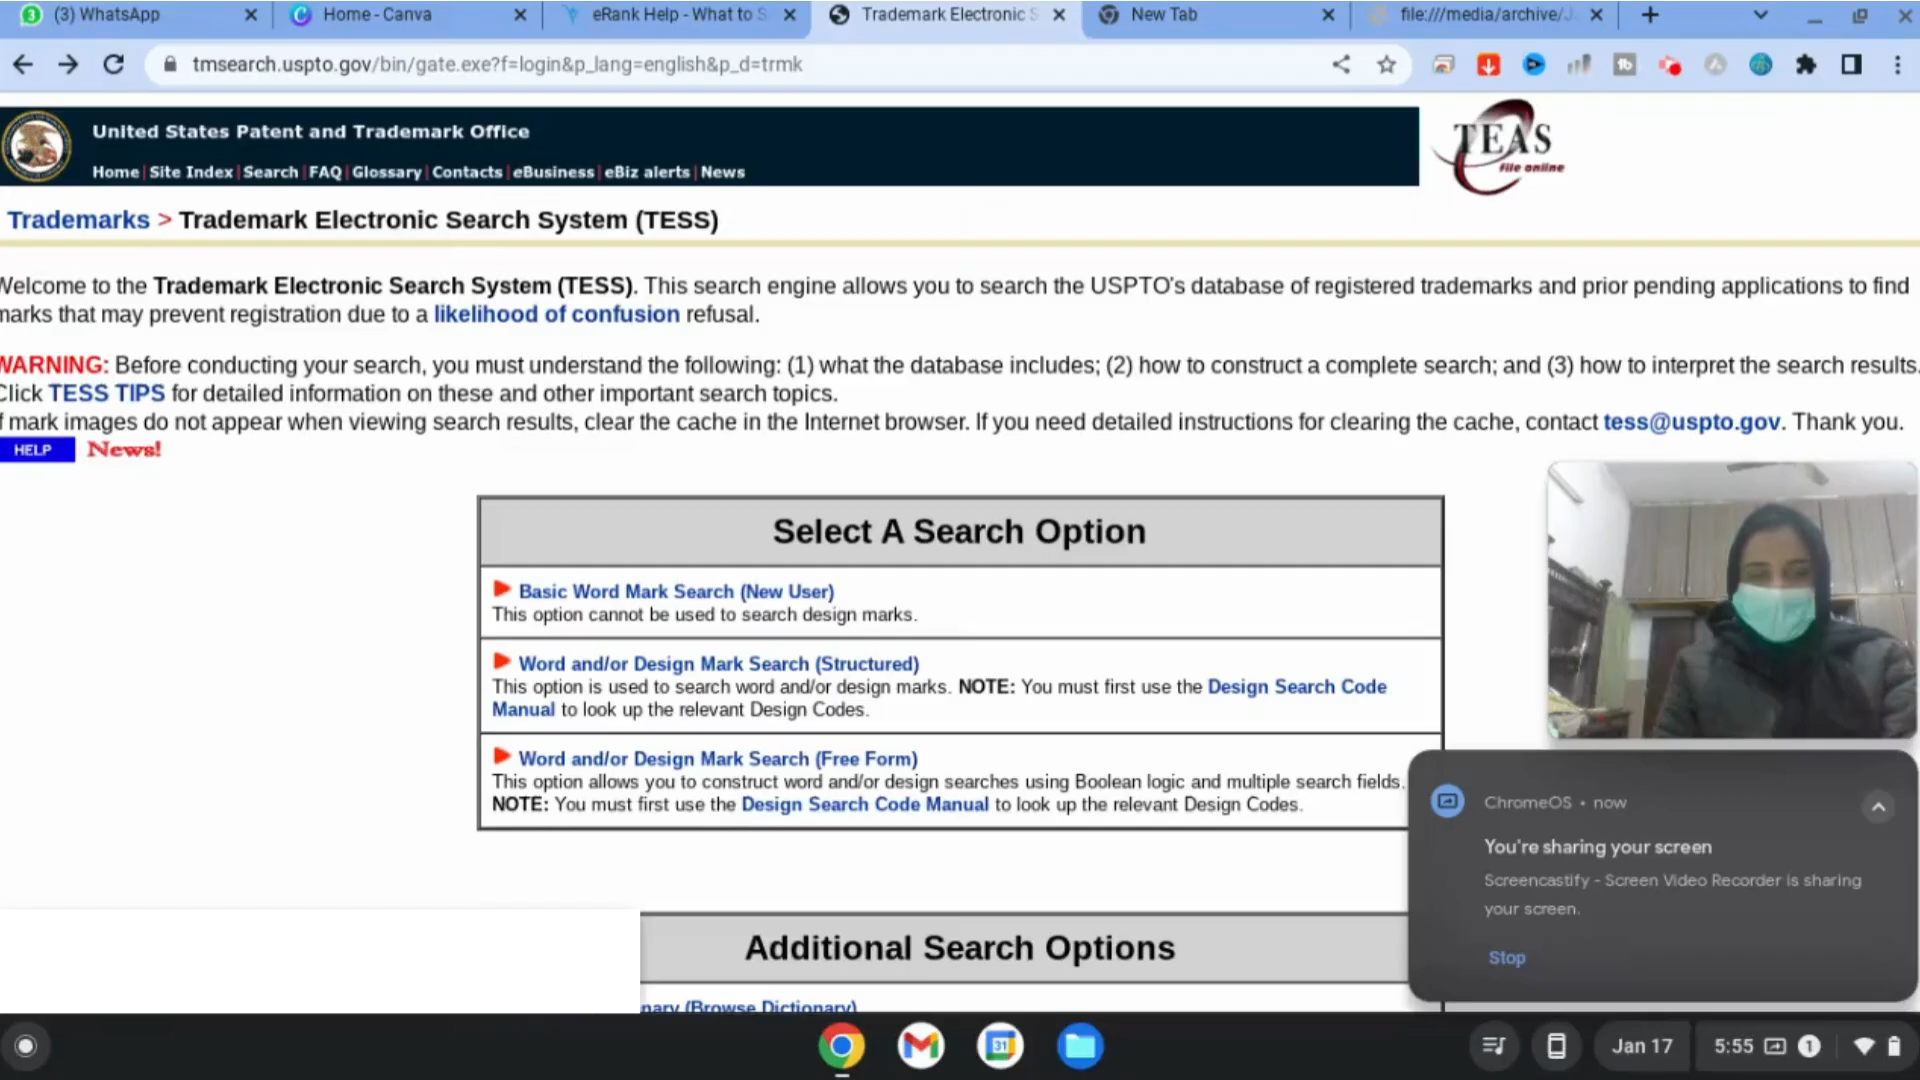 (3) WhatsApp
Home - Canva
eRank Help - What to S
Trademark Electronic S
New Tab
file:///media/archive/J
tmsearch.uspto.gov/bin/gate.exe?f=login&p_lang=english&p_d=trmk
United States Patent and Trademark Office
Home | Site Index | Search | FAQ | Glossary | Contacts | eBusiness | eBiz alerts | News
TEAS
file online
Trademarks > Trademark Electronic Search System (TESS)
Welcome to the Trademark Electronic Search System (TESS). This search engine allows you to search the USPTO's database of registered trademarks and prior pending applications to find
marks that may prevent registration due to a likelihood of confusion refusal.
WARNING: Before conducting your search, you must understand the following: (1) what the database includes; (2) how to construct a complete search; and (3) how to interpret the search results.
Click TESS TIPS for detailed information on these and other important search topics.
f mark images do not appear when viewing search results, clear the cache in the Internet browser. If you need detailed instructions for clearing the cache, contact tess@uspto.gov. Thank you.
HELP News!
Select A Search Option
Basic Word Mark Search (New User)
This option cannot be used to search design marks.
Word and/or Design Mark Search (Structured)
This option is used to search word and/or design marks. NOTE: You must first use the Design Search Code
Manual to look up the relevant Design Codes.
Word and/or Design Mark Search (Free Form)
This option allows you to construct word and/or design searches using Boolean logic and multiple search fields.
NOTE: You must first use the Design Search Code Manual to look up the relevant Design Codes.
ChromeOS • now
You're sharing your screen
Screencastify - Screen Video Recorder is sharing
your screen.
Stop
Additional Search Options
nary (Browse Dictionary)
31
Jan 17
5:55
1